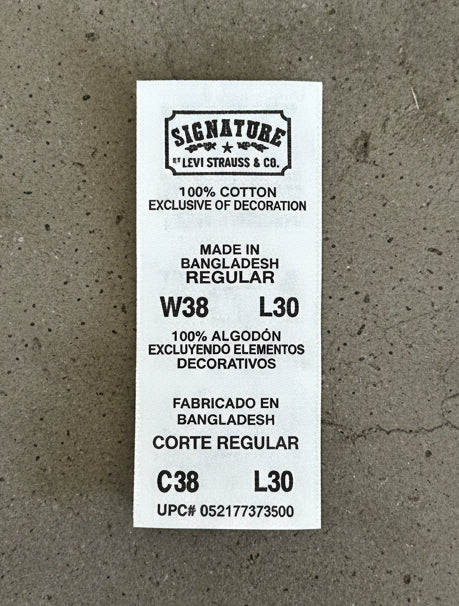 SIGNATURE
BY LEVI STRAUSS & CO.
100% COTTON
EXCLUSIVE OF DECORATION
MADE IN
BANGLADESH
REGULAR
W38 L30
100% ALGODÓN
EXCLUYENDO ELEMENTOS
DECORATIVOS
FABRICADO EN
BANGLADESH
CORTE REGULAR
C38 L30
UPC# 052177373500